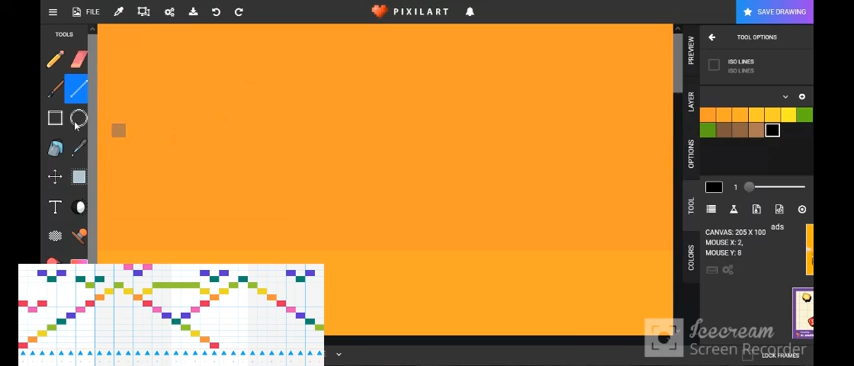 FILE
PIXILART
SAVE DRAWING
TOOLS
TOOL OPTIONS
ISO LINES
ISO LINES
PREVIEW
LAYER
OPTIONS
TOOL
COLORS
1
CANVAS: 205 X 100
MOUSE X: 2,
MOUSE Y: 8
ads
T
Icecream
Screen Recorder
LOCK FRAMES